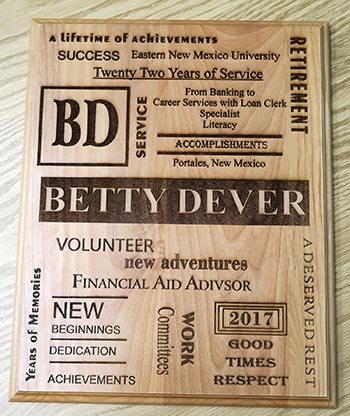 A Lifetime of Achievements
SUCCESS
Eastern New Mexico University
Twenty Two Years of Service
RETIREMENT
BD
SERVICE
From Banking to
Career Services with Loan Clerk
Specialist
Literacy
ACCOMPLISHMENTS
Portales, New Mexico
BETTY DEVER
VOLUNTEER
new adventures
FINANCIAL AID ADIVSOR
A DESERVED REST
Years of Memories
NEW
BEGINNINGS
DEDICATION
ACHIEVEMENTS
Committees
WORK
2017
GOOD
TIMES
RESPECT